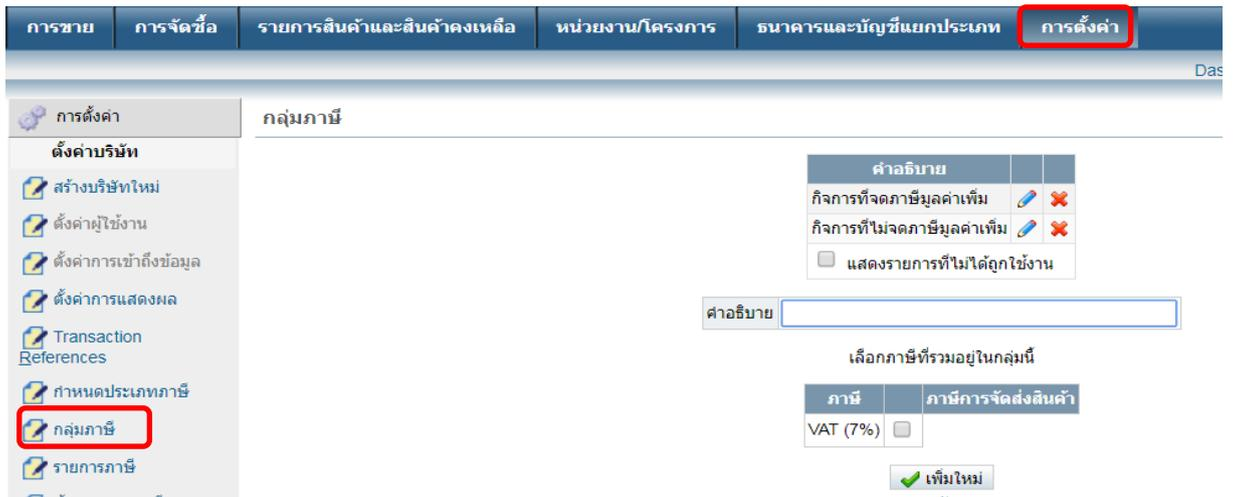 การขาย การจัดซื้อ รายการสินค้าและสินค้าคงเหลือ หน่วยงาน/โครงการ ธนาคารและบัญชีแยกประเภท การตั้งค่า
Das
การตั้งค่า
ตั้งค่าบริษัท
สร้างบริษัทใหม่
ตั้งค่าผู้ใช้งาน
ตั้งค่าการเข้าถึงข้อมูล
ตั้งค่าการแสดงผล
Transaction
References
กำหนดประเภทภาษี
กลุ่มภาษี
รายการภาษี
กลุ่มภาษี
คำอธิบาย
กิจการที่จดภาษีมูลค่าเพิ่ม
กิจการที่ไม่จดภาษีมูลค่าเพิ่ม
แสดงรายการที่ไม่ได้ถูกใช้งาน
คำอธิบาย
เลือกภาษีที่รวมอยู่ในกลุ่มนี้
ภาษี ภาษีการจัดส่งสินค้า
VAT (7%)
เพิ่มใหม่